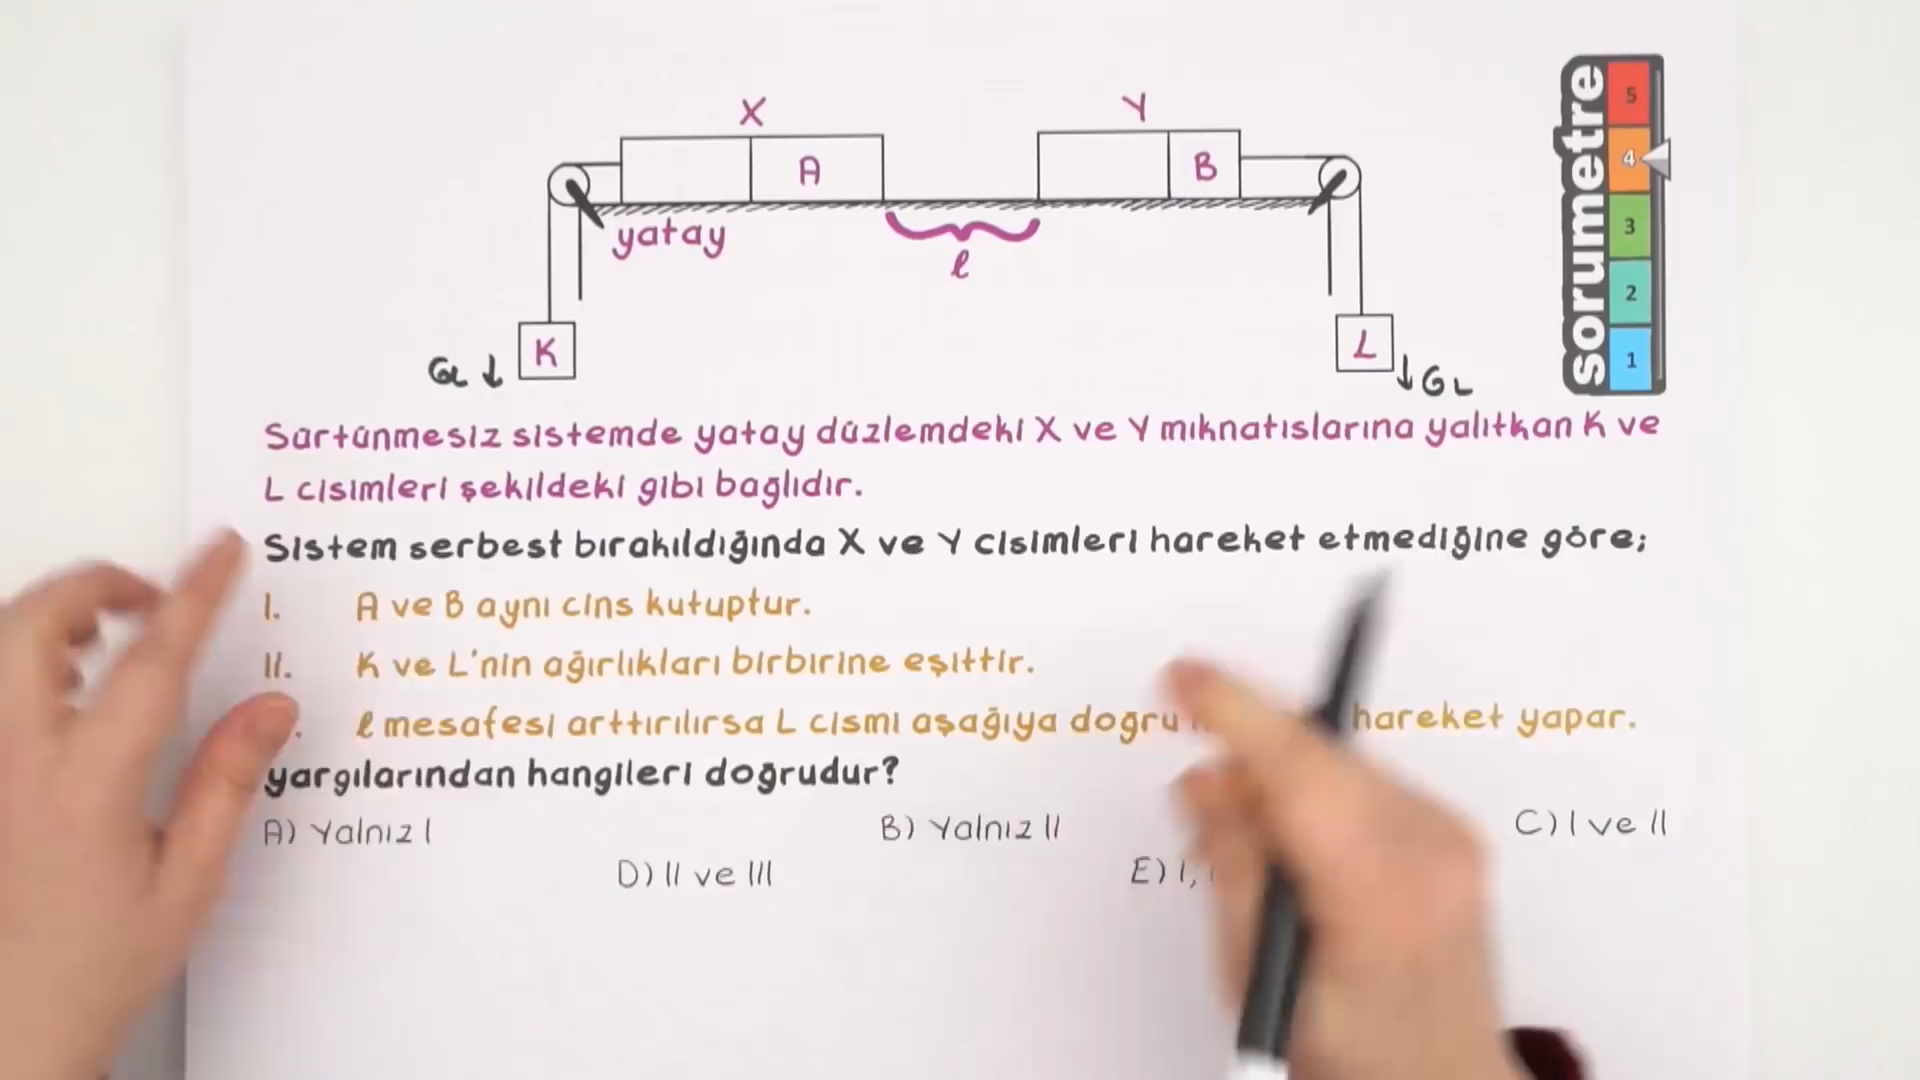 X
Y
A
B
yatay
l
K
L
GL
GL
sorumetre
5
4
3
2
1
Sürtünmesiz sistemde yatay düzlemdeki X ve Y mıknatıslarına yalıtkan K ve
L cisimleri şekildeki gibi bağlıdır.
Sistem serbest bırakıldığında X ve Y cisimleri hareket etmediğine göre;
I. A ve B aynı cins kutuptur.
II. K ve L'nin ağırlıkları birbirine eşittir.
l mesafesi arttırılırsa L cismi aşağıya doğru hareket yapar.
yargılarından hangileri doğrudur?
A) Yalnız I
B) Yalnız II
C) I ve II
D) II ve III
E) I,